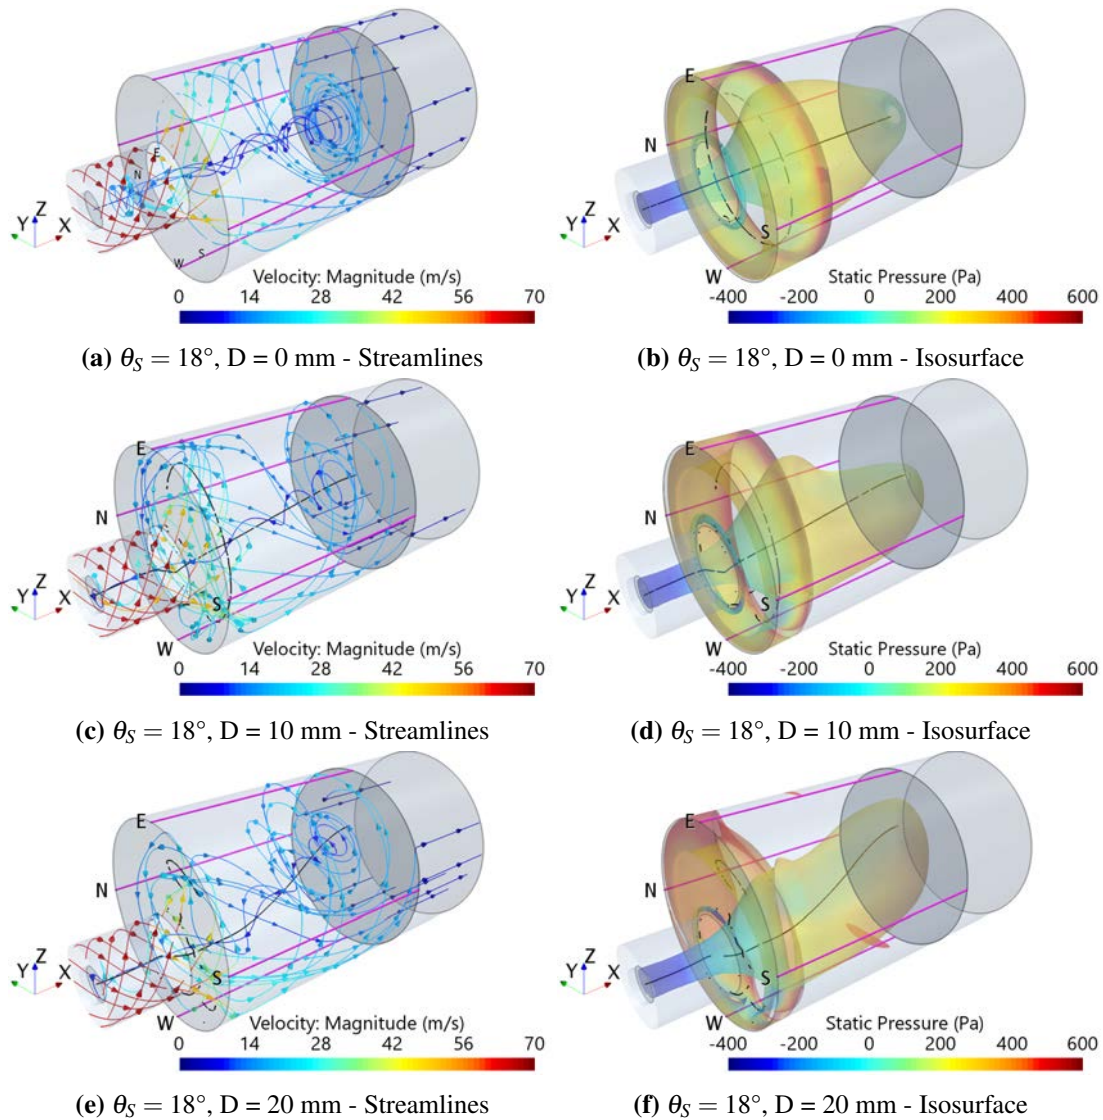 E
N
E
N
W
S
S
W
Y Z X
Y Z X
Velocity: Magnitude (m/s)
0 14 28 42 56 70
Static Pressure (Pa)
-400 -200 0 200 400 600
(a) θS = 18°, D = 0 mm - Streamlines
(b) θS = 18°, D = 0 mm - Isosurface
E
N
S
W
E
N
S
W
Y Z X
Y Z X
Velocity: Magnitude (m/s)
0 14 28 42 56 70
Static Pressure (Pa)
-400 -200 0 200 400 600
(c) θS = 18°, D = 10 mm - Streamlines
(d) θS = 18°, D = 10 mm - Isosurface
E
N
S
W
E
N
S
W
Y Z X
Y Z X
Velocity: Magnitude (m/s)
0 14 28 42 56 70
Static Pressure (Pa)
-400 -200 0 200 400 600
(e) θS = 18°, D = 20 mm - Streamlines
(f) θS = 18°, D = 20 mm - Isosurface